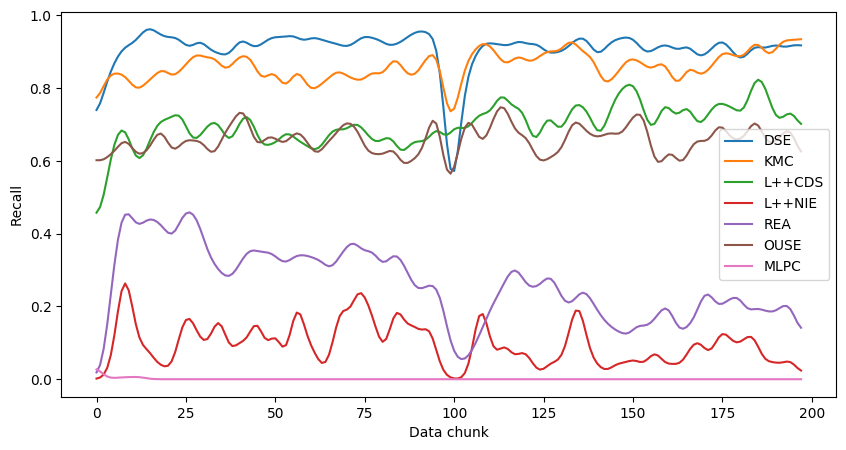 1.0
0.8
0.6
0.4
0.2
0.0
Recall
0
25
50
75
100
125
150
175
200
Data chunk
DSE
KMC
L++CDS
L++NIE
REA
OUSE
MLPC